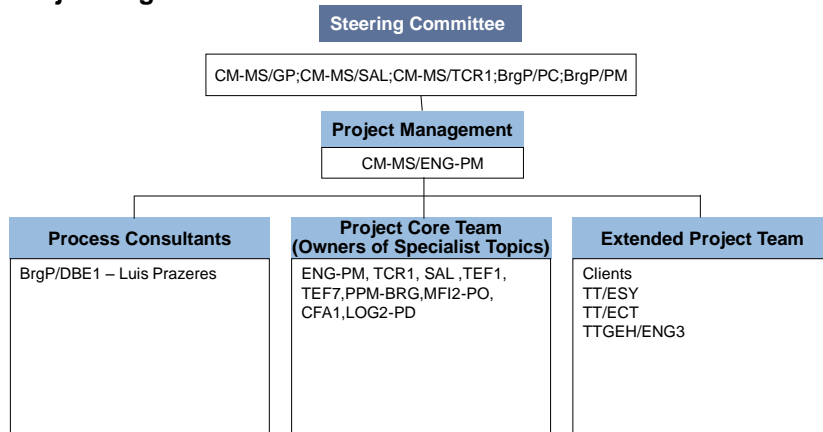 Steering Committee
CM-MS/GP;CM-MS/SAL;CM-MS/TCR1;BrgP/PC;BrgP/PM
Project Management
CM-MS/ENG-PM
Process Consultants
BrgP/DBE1 – Luis Prazeres
Project Core Team
(Owners of Specialist Topics)
ENG-PM, TCR1, SAL ,TEF1,
TEF7,PPM-BRG,MFI2-PO,
CFA1,LOG2-PD
Extended Project Team
Clients
TT/ESY
TT/ECT
TTGEH/ENG3